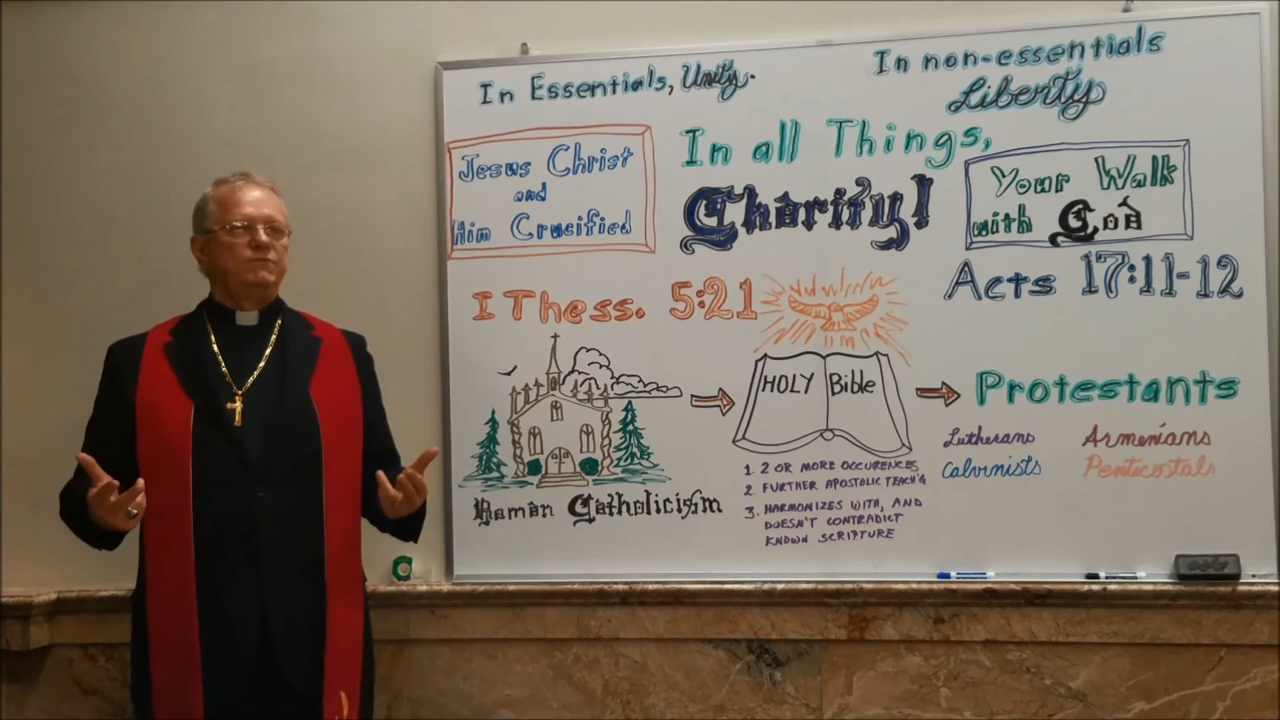 In Essentials, Unity.
In non-essentials
Liberty
In all Things,
Charity!
Jesus Christ
and
Him Crucified
Your Walk
with God
I Thess. 5:21
Acts 17:11-12
HOLY Bible
Protestants
Lutherans
Armenians
Calvinists
Pentecostals
Roman Catholicism
1. 2 OR MORE OCCURENCES
2. FURTHER APOSTOLIC TEACH'G
3. HARMONIZES WITH, AND
DOESN'T CONTRADICT
KNOWN SCRIPTURE